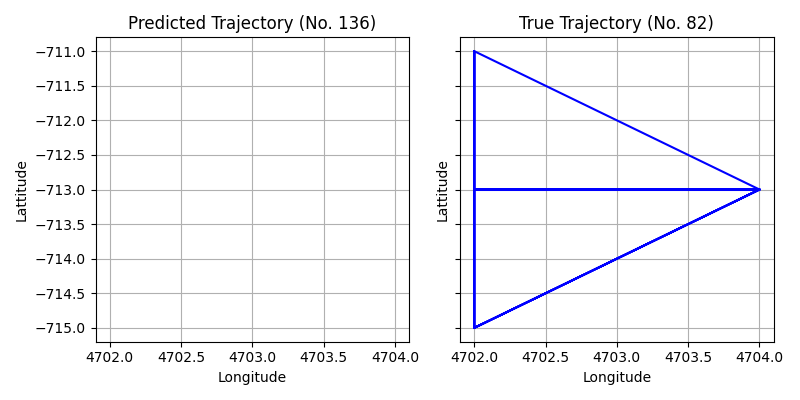 Predicted Trajectory (No. 136)
True Trajectory (No. 82)
−711.0
−711.5
−712.0
−712.5
−713.0
−713.5
−714.0
−714.5
−715.0
Lattitude
Lattitude
4702.0 4702.5 4703.0 4703.5 4704.0
4702.0 4702.5 4703.0 4703.5 4704.0
Longitude
Longitude